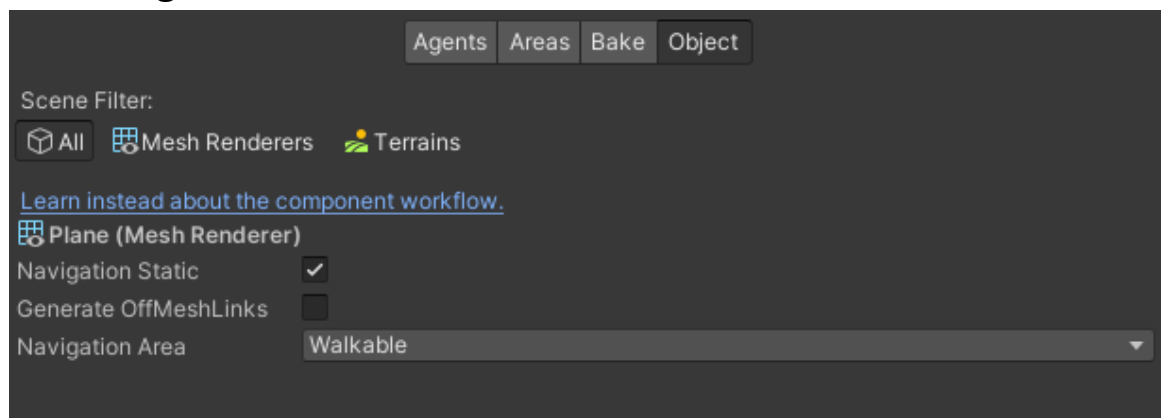 Agents Areas Bake Object
Scene Filter:
All Mesh Renderers Terrains
Learn instead about the component workflow.
Plane (Mesh Renderer)
Navigation Static
Generate OffMeshLinks
Navigation Area Walkable